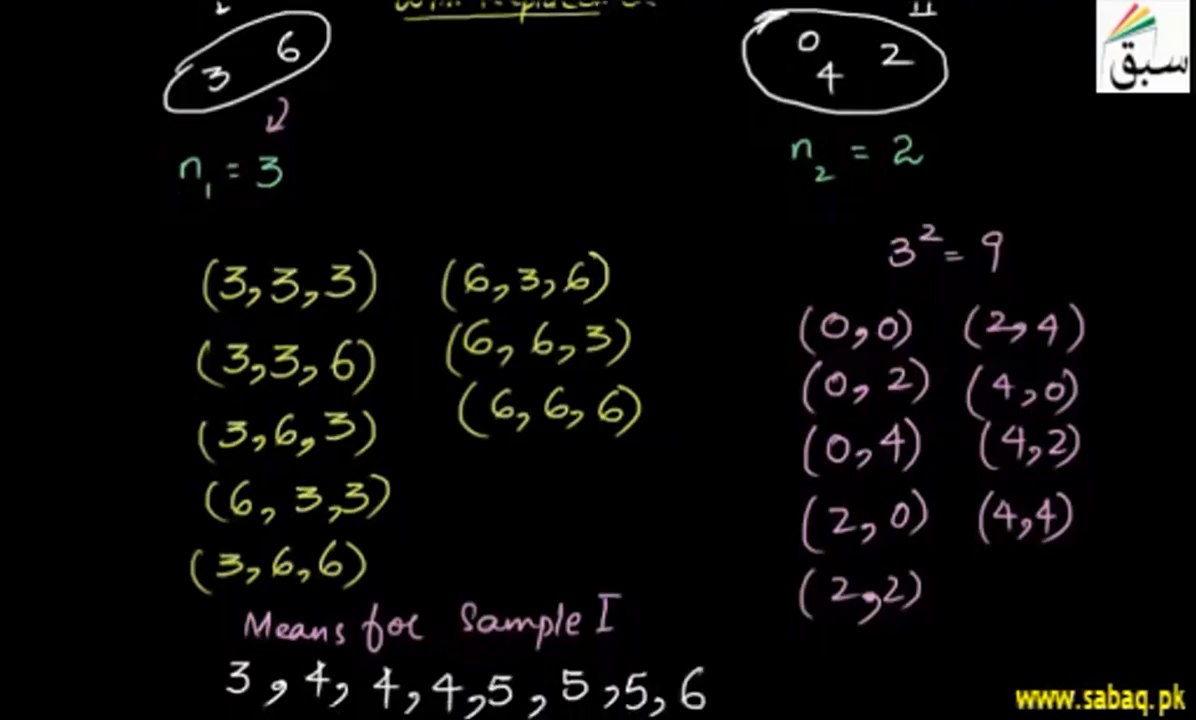 I
With Replacement
II
سبق
6
3
0
4
2
n₁ = 3
n₂ = 2
3² = 9
(3,3,3) (6,3,6)
(3,3,6) (6,6,3)
(3,6,3) (6,6,6)
(6,3,3)
(3,6,6)
(0,0) (2,4)
(0,2) (4,0)
(0,4) (4,2)
(2,0) (4,4)
(2,2)
Means for Sample I
3, 4, 4, 4, 5, 5, 5, 6
www.sabaq.pk